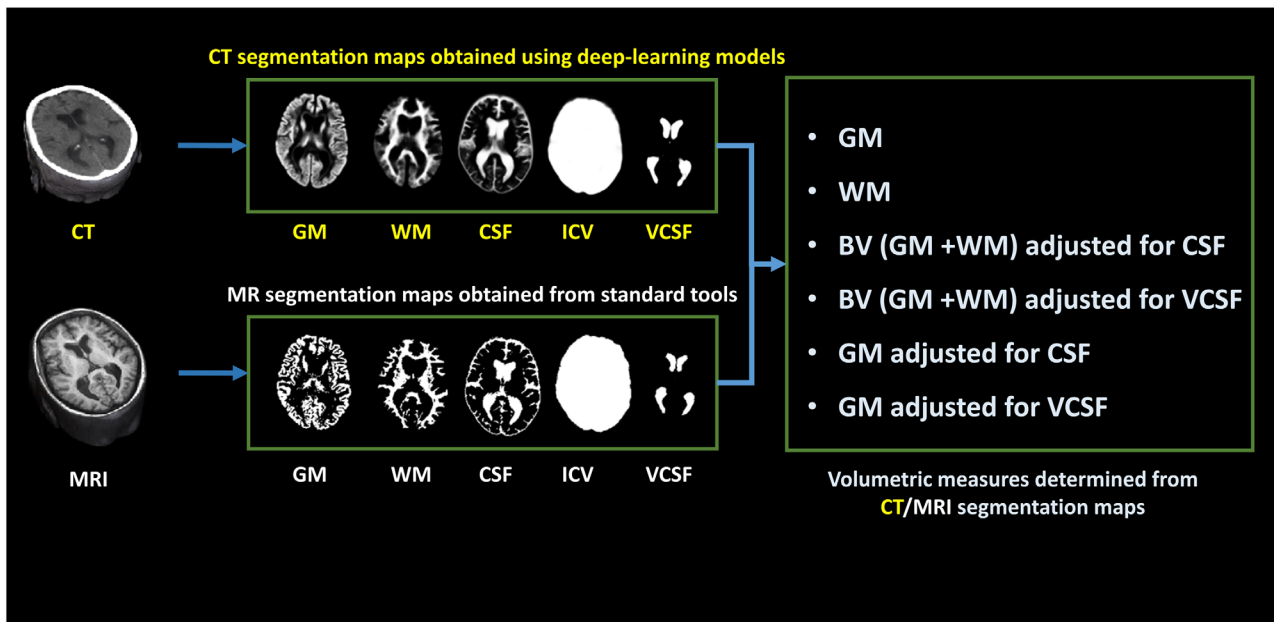 CT segmentation maps obtained using deep-learning models
CT
GM WM CSF ICV VCSF
MR segmentation maps obtained from standard tools
MRI
GM WM CSF ICV VCSF
• GM
• WM
• BV (GM +WM) adjusted for CSF
• BV (GM +WM) adjusted for VCSF
• GM adjusted for CSF
• GM adjusted for VCSF
Volumetric measures determined from
CT/MRI segmentation maps